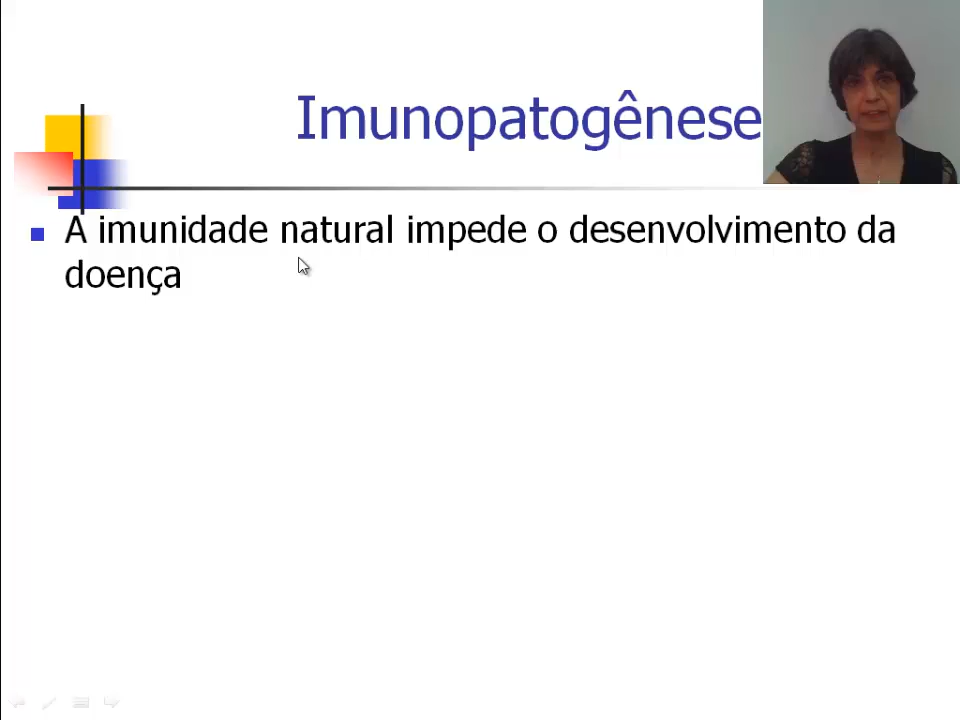 Imunopatogênese
A imunidade natural impede o desenvolvimento da
doença